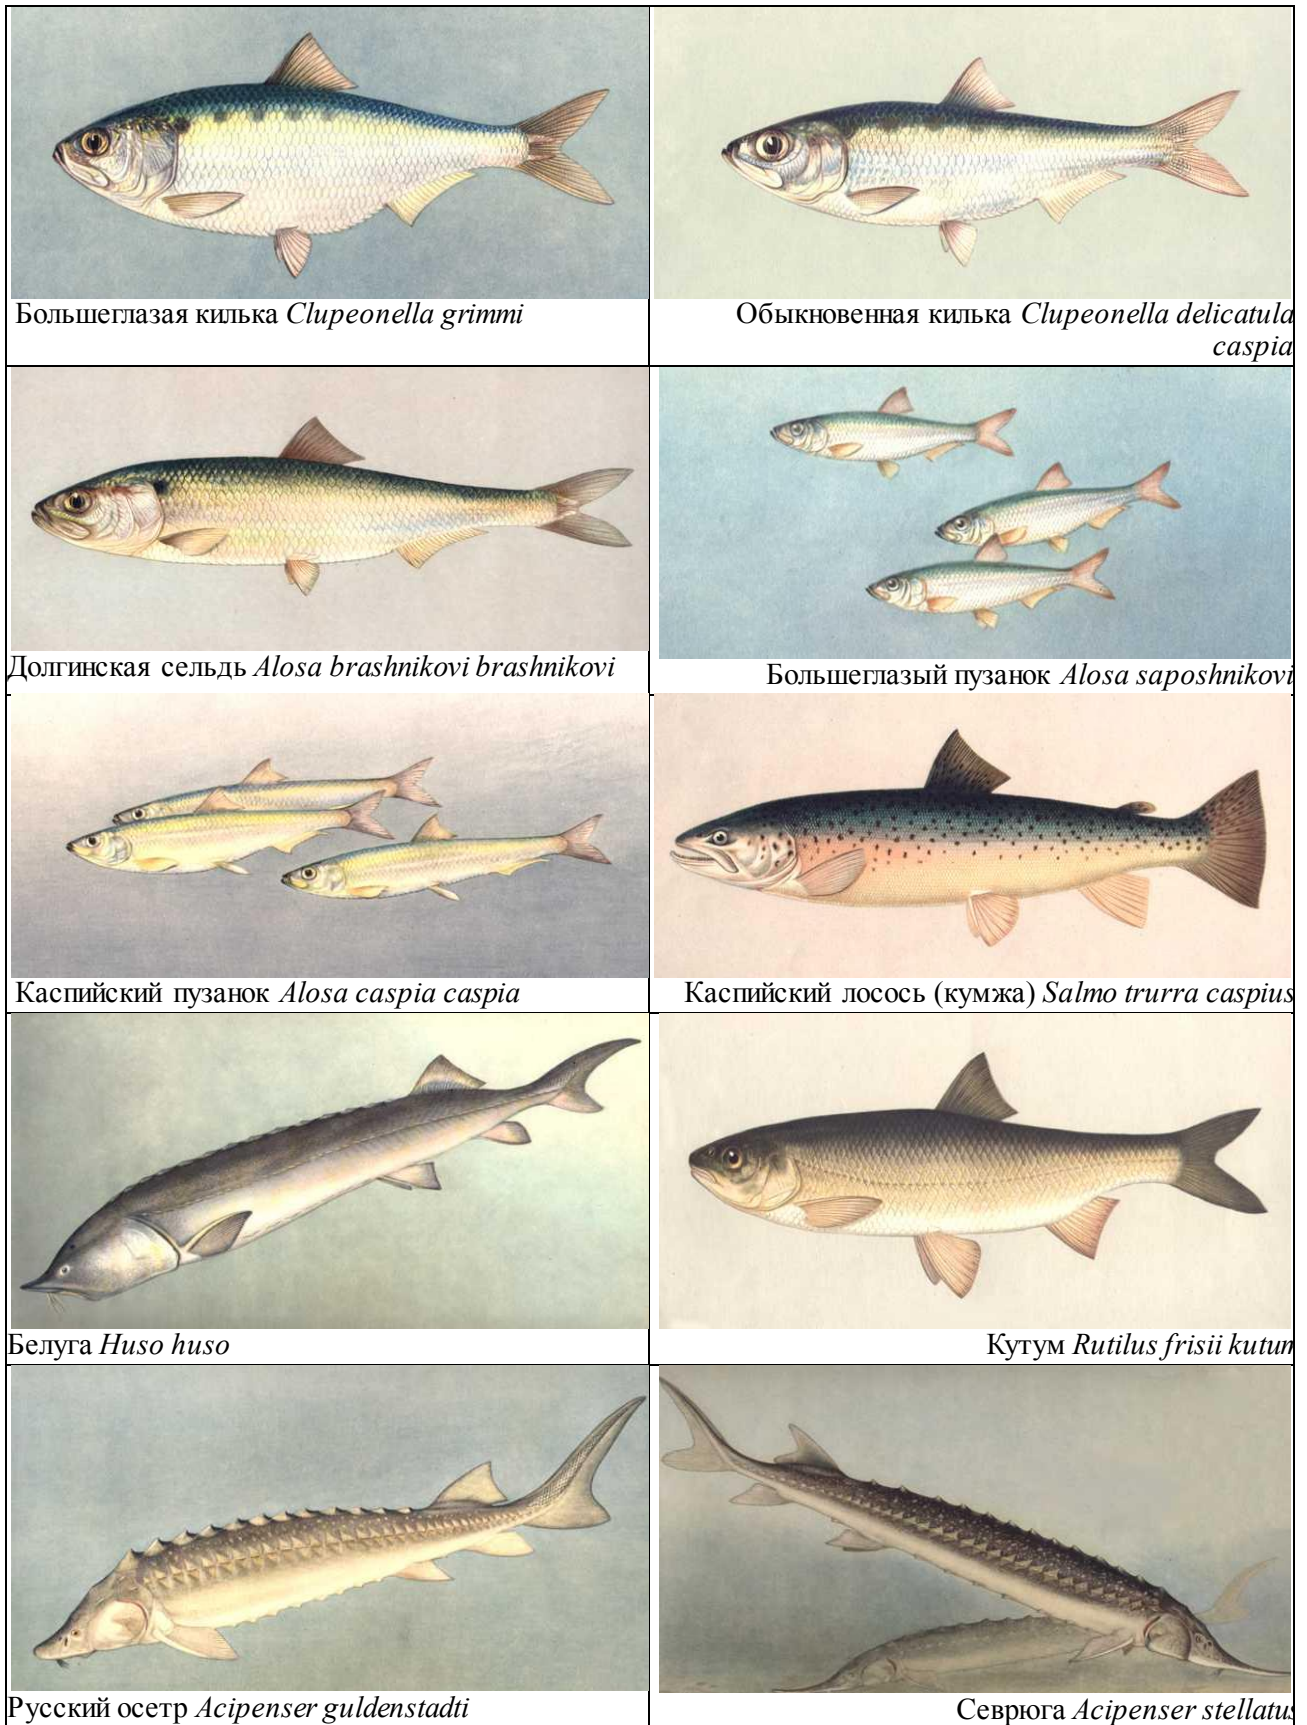 Большеглазая килька Clupeonella grimmi
Обыкновенная килька Clupeonella delicatula
caspia
Долгинская сельдь Alosa brashnikovi brashnikovi
Большеглазый пузанок Alosa saposhnikovi
Каспийский пузанок Alosa caspia caspia
Каспийский лосось (кумжа) Salmo trurra caspius
Белуга Huso huso
Кутум Rutilus frisii kutum
Русский осетр Acipenser guldenstadti
Севрюга Acipenser stellatus